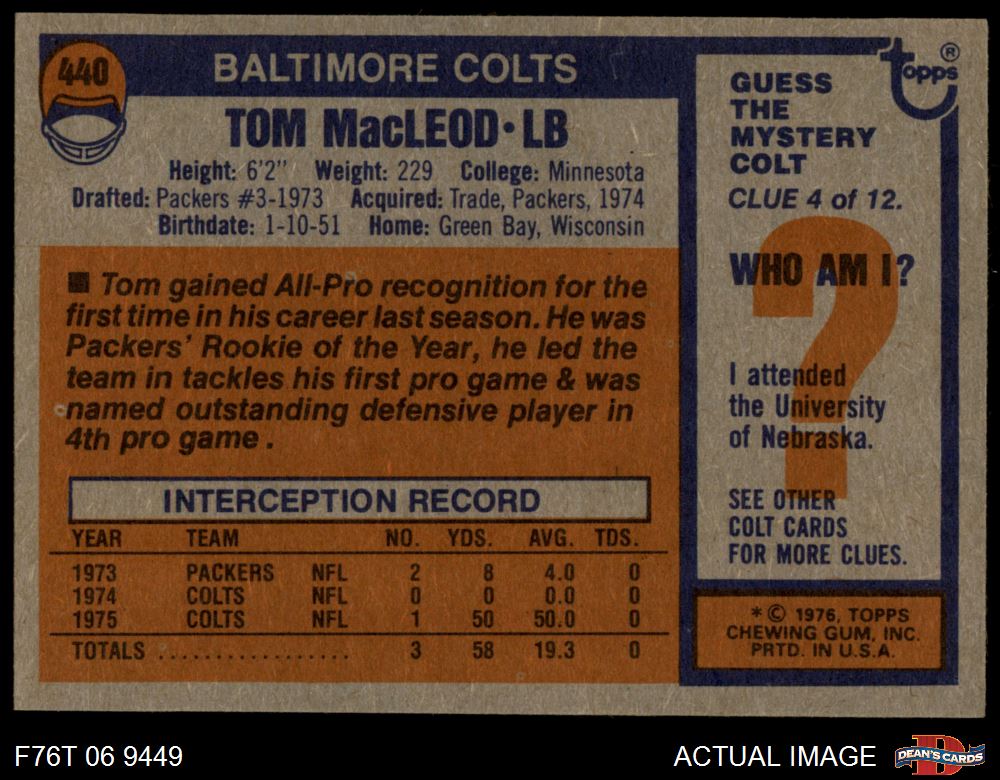 440
BALTIMORE COLTS
TOM MacLEOD•LB
Height: 6'2" Weight: 229 College: Minnesota
Drafted: Packers #3-1973 Acquired: Trade, Packers, 1974
Birthdate: 1-10-51 Home: Green Bay, Wisconsin
■ Tom gained All-Pro recognition for the
first time in his career last season. He was
Packers' Rookie of the Year, he led the
team in tackles his first pro game & was
named outstanding defensive player in
4th pro game.
INTERCEPTION RECORD
YEAR TEAM NO. YDS. AVG. TDS.
1973 PACKERS NFL 2 8 4.0 0
1974 COLTS NFL 0 0 0.0 0
1975 COLTS NFL 1 50 50.0 0
TOTALS .................. 3 58 19.3 0
topps®
GUESS
THE
MYSTERY
COLT
CLUE 4 of 12.
WHO AM I?
?
I attended
the University
of Nebraska.
SEE OTHER
COLT CARDS
FOR MORE CLUES.
* © 1976, TOPPS
CHEWING GUM, INC.
PRTD. IN U.S.A.
F76T 06 9449
ACTUAL IMAGE
D
DEAN'S CARDS